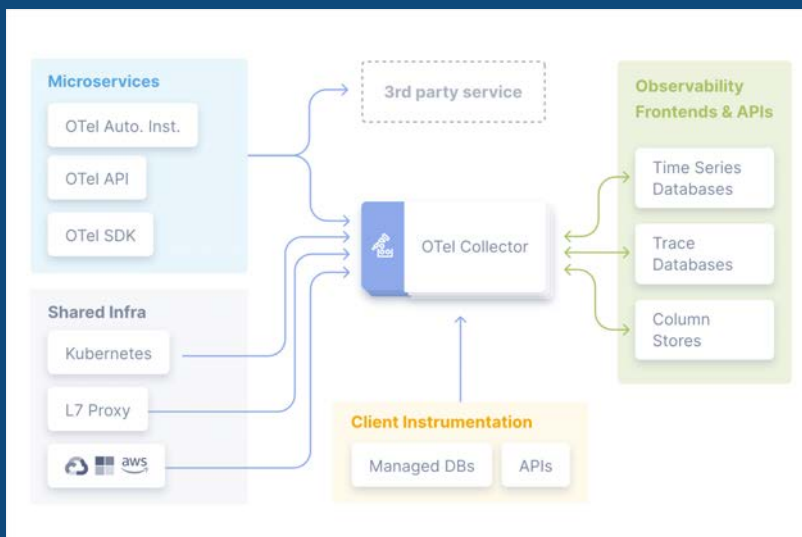 Microservices
OTel Auto. Inst.
OTel API
OTel SDK
3rd party service
Observability
Frontends & APIs
Time Series
Databases
Trace
Databases
Column
Stores
OTel Collector
Shared Infra
Kubernetes
L7 Proxy
aws
Client Instrumentation
Managed DBs
APIs